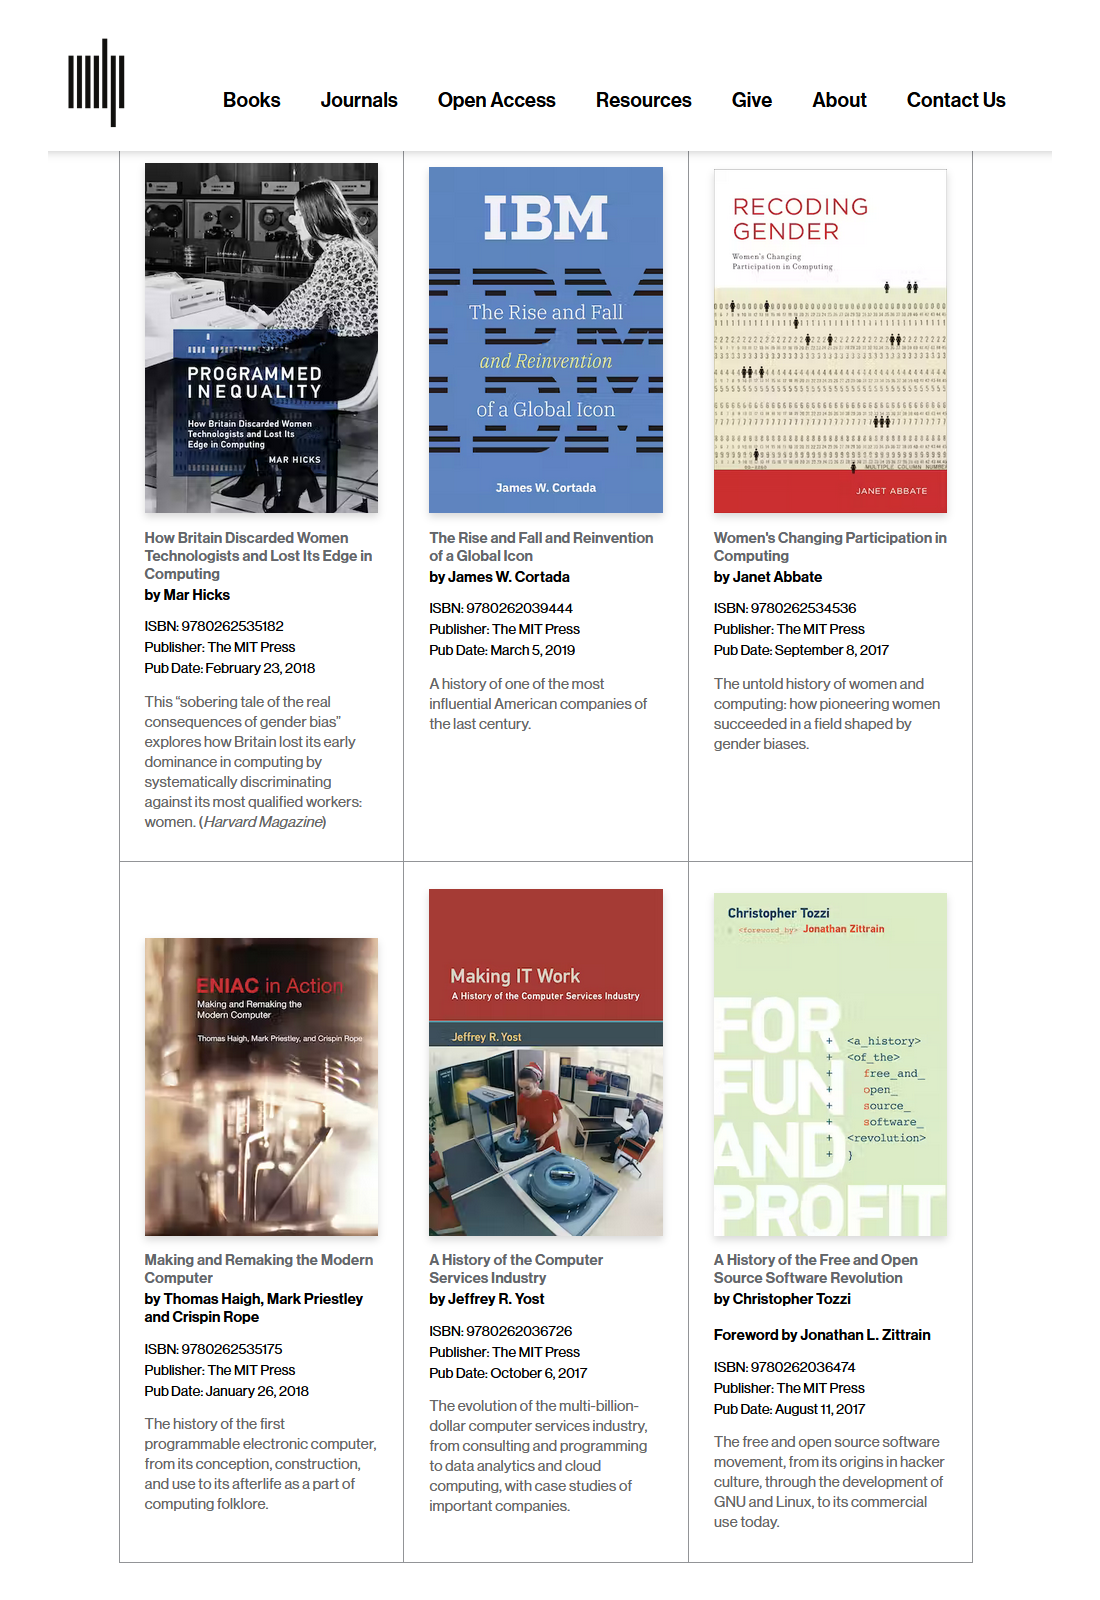 Books Journals Open Access Resources Give About Contact Us
PROGRAMMED
INEQUALITY
How Britain Discarded Women
Technologists and Lost Its
Edge in Computing
MAR HICKS
How Britain Discarded Women
Technologists and Lost Its Edge in
Computing
by Mar Hicks
ISBN: 9780262535182
Publisher: The MIT Press
Pub Date: February 23, 2018
This “sobering tale of the real
consequences of gender bias”
explores how Britain lost its early
dominance in computing by
systematically discriminating
against its most qualified workers:
women. (Harvard Magazine)
IBM
The Rise and Fall
and Reinvention
of a Global Icon
James W. Cortada
The Rise and Fall and Reinvention
of a Global Icon
by James W. Cortada
ISBN: 9780262039444
Publisher: The MIT Press
Pub Date: March 5, 2019
A history of one of the most
influential American companies of
the last century.
RECODING
GENDER
Women's Changing
Participation in Computing
MULTIPLE COLUMN NUMBE
JANET ABBATE
Women's Changing Participation in
Computing
by Janet Abbate
ISBN: 9780262534536
Publisher: The MIT Press
Pub Date: September 8, 2017
The untold history of women and
computing: how pioneering women
succeeded in a field shaped by
gender biases.
ENIAC in Action
Making and Remaking the
Modern Computer
Thomas Haigh, Mark Priestley, and Crispin Rope
Making and Remaking the Modern
Computer
by Thomas Haigh, Mark Priestley
and Crispin Rope
ISBN: 9780262535175
Publisher: The MIT Press
Pub Date: January 26, 2018
The history of the first
programmable electronic computer,
from its conception, construction,
and use to its afterlife as a part of
computing folklore.
Making IT Work
A History of the Computer Services Industry
Jeffrey R. Yost
A History of the Computer
Services Industry
by Jeffrey R. Yost
ISBN: 9780262036726
Publisher: The MIT Press
Pub Date: October 6, 2017
The evolution of the multi-billion-
dollar computer services industry,
from consulting and programming
to data analytics and cloud
computing, with case studies of
important companies.
Christopher Tozzi
<foreword_by> Jonathan Zittrain
FOR
FUN
AND
PROFIT
+ <a_history>
+ <of_the>
+ free_and_
+ open_
+ source_
+ software_
+ <revolution>
+ }
A History of the Free and Open
Source Software Revolution
by Christopher Tozzi
Foreword by Jonathan L. Zittrain
ISBN: 9780262036474
Publisher: The MIT Press
Pub Date: August 11, 2017
The free and open source software
movement, from its origins in hacker
culture, through the development of
GNU and Linux, to its commercial
use today.